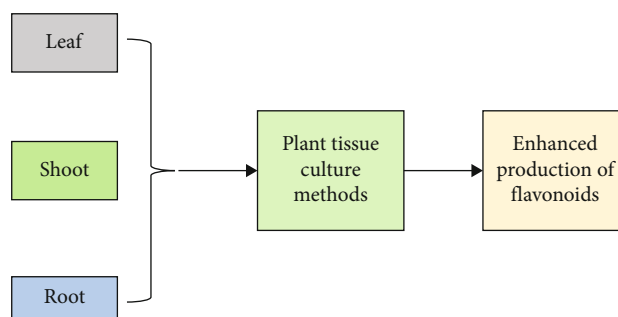 Leaf
Shoot
Root
Plant tissue
culture
methods
Enhanced
production of
flavonoids